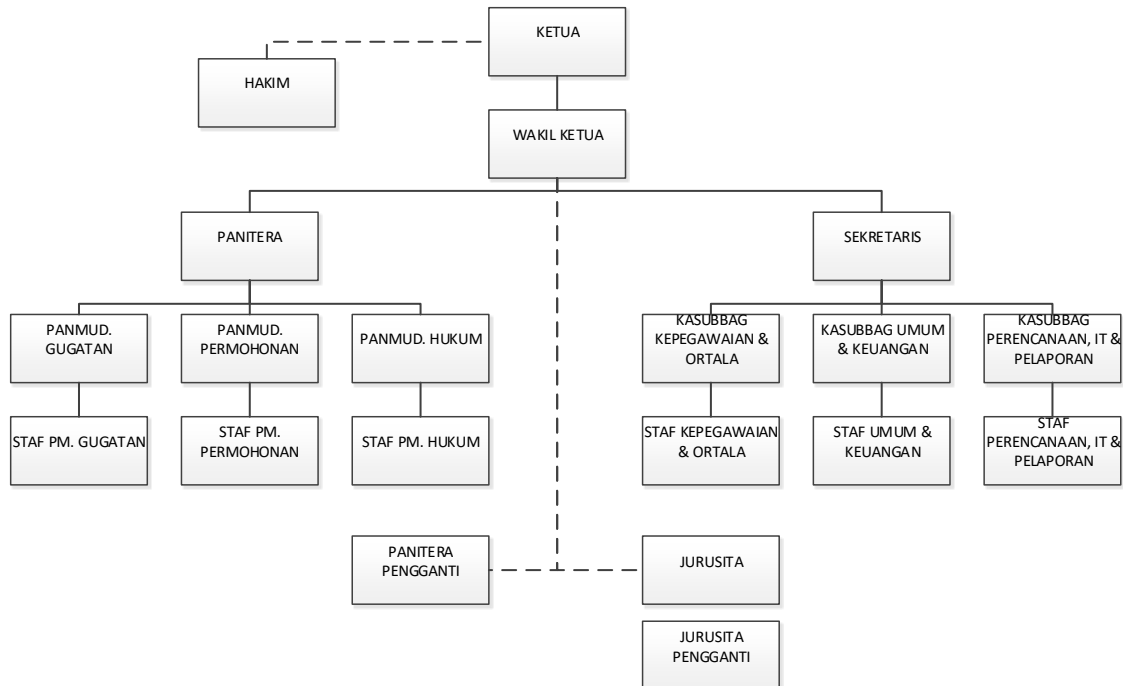 KETUA
HAKIM
WAKIL KETUA
PANITERA
SEKRETARIS
PANMUD.
GUGATAN
PANMUD.
PERMOHONAN
PANMUD. HUKUM
KASUBBAG
KEPEGAWAIAN &
ORTALA
KASUBBAG UMUM
& KEUANGAN
KASUBBAG
PERENCANAAN, IT &
PELAPORAN
STAF PM. GUGATAN
STAF PM.
PERMOHONAN
STAF PM. HUKUM
STAF KEPEGAWAIAN
& ORTALA
STAF UMUM &
KEUANGAN
STAF
PERENCANAAN, IT &
PELAPORAN
PANITERA
PENGGANTI
JURUSITA
JURUSITA
PENGGANTI